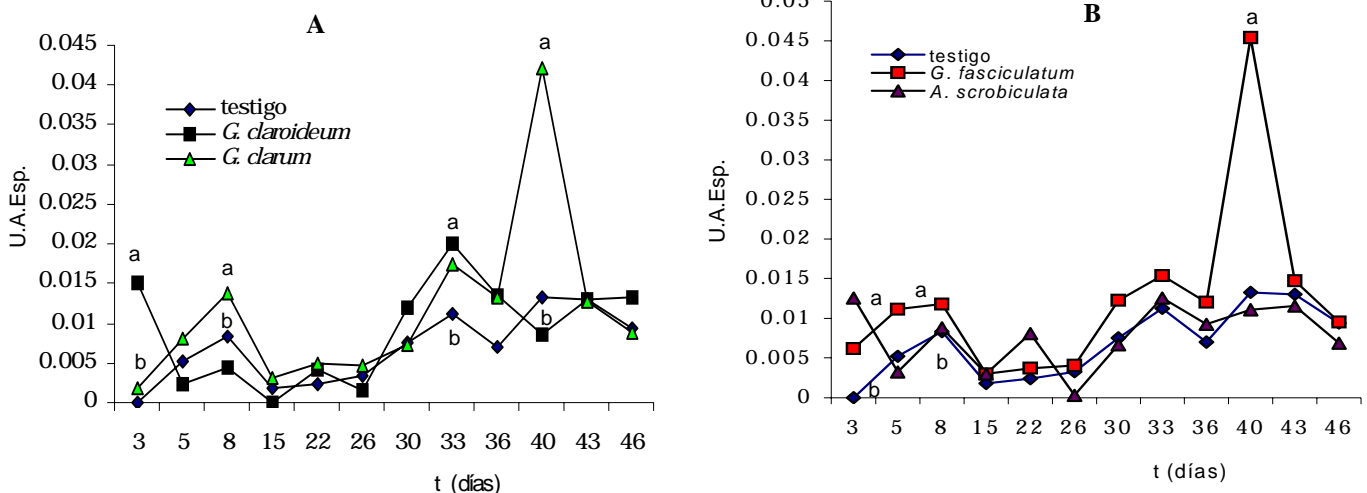 A
U.A.Esp.
0.045
0.04
0.035
0.03
0.025
0.02
0.015
0.01
0.005
0
testigo
G. claroideum
G. clarum
a
b
a
b
a
b
a
b
3 5 8 15 22 26 30 33 36 40 43 46
t (días)
B
U.A.Esp.
0.05
0.045
0.04
0.035
0.03
0.025
0.02
0.015
0.01
0.005
0
testigo
G. fasciculatum
A. scrobiculata
a
b
a
b
a
3 5 8 15 22 26 30 33 36 40 43 46
t (días)